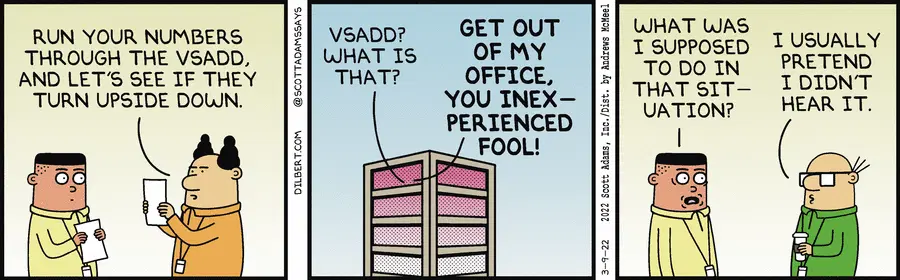 RUN YOUR NUMBERS
THROUGH THE VSADD,
AND LET'S SEE IF THEY
TURN UPSIDE DOWN.
DILBERT.COM
@SCOTTADAMSSAYS
VSADD?
WHAT IS
THAT?
GET OUT
OF MY
OFFICE,
YOU INEX–
PERIENCED
FOOL!
3-9-22 2022 Scott Adams, Inc./Dist. by Andrews McMeel
WHAT WAS
I SUPPOSED
TO DO IN
THAT SIT–
UATION?
I USUALLY
PRETEND
I DIDN'T
HEAR IT.